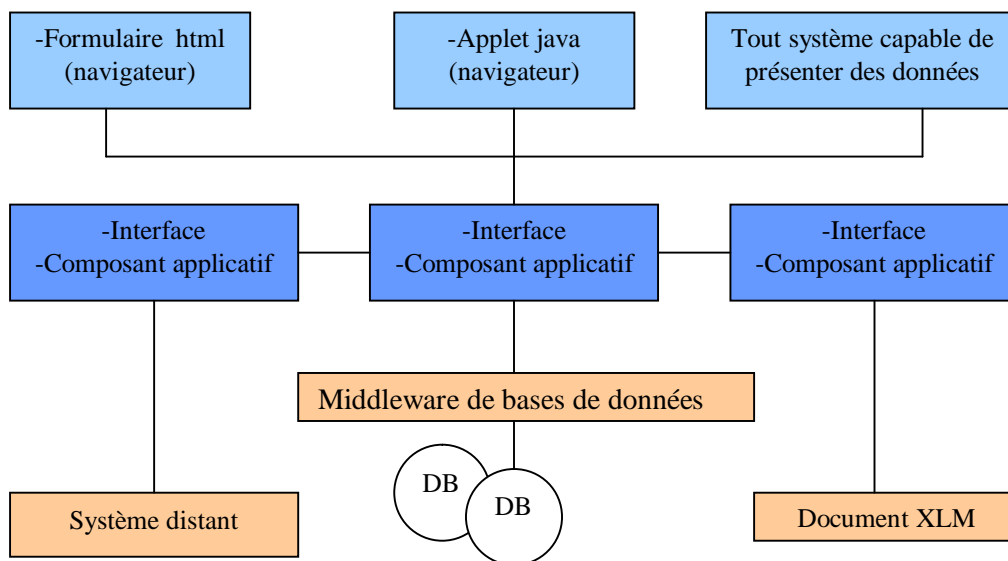 -Formulaire html
(navigateur)
-Applet java
(navigateur)
Tout système capable de
présenter des données
-Interface
-Composant applicatif
-Interface
-Composant applicatif
-Interface
-Composant applicatif
Middleware de bases de données
DB
DB
Système distant
Document XLM